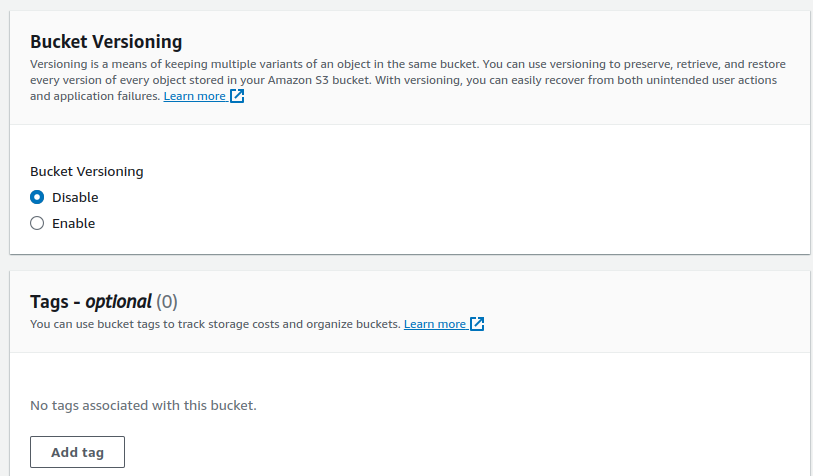 Bucket Versioning
Versioning is a means of keeping multiple variants of an object in the same bucket. You can use versioning to preserve, retrieve, and restore
every version of every object stored in your Amazon S3 bucket. With versioning, you can easily recover from both unintended user actions
and application failures. Learn more
Bucket Versioning
Disable
Enable
Tags - optional (0)
You can use bucket tags to track storage costs and organize buckets. Learn more
No tags associated with this bucket.
Add tag